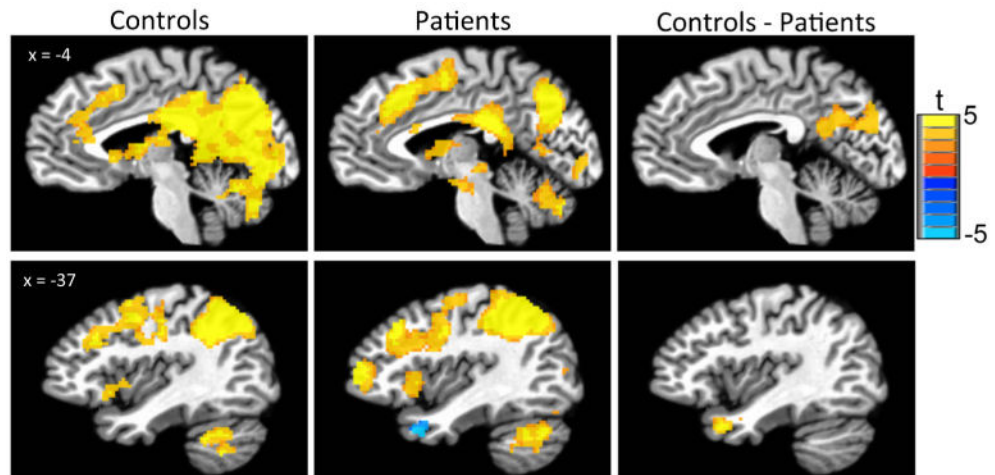 Controls
Patients
Controls - Patients
x = -4
t
5
-5
x = -37